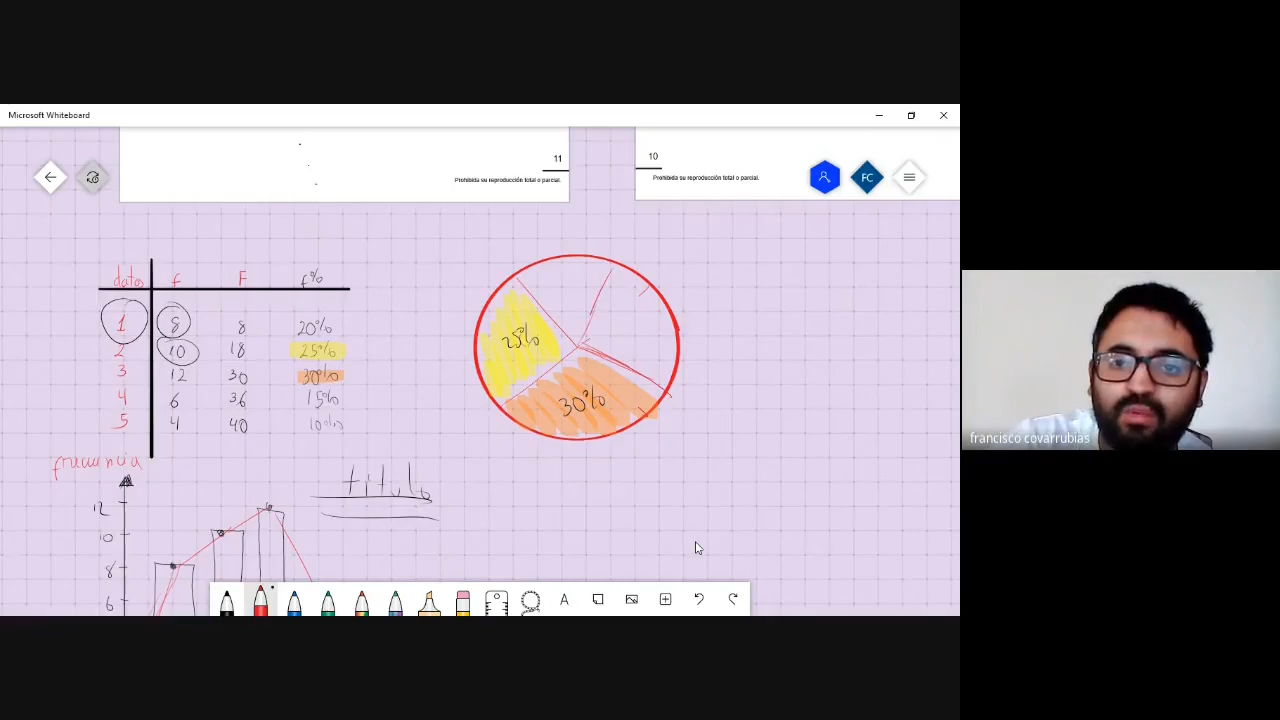 Microsoft Whiteboard
11
Prohibida su reproducción total o parcial.
10
Prohibida su reproducción total o parcial.
FC
datos f F f%
1 8 8 20%
2 10 18 25%
3 12 30 30%
4 6 36 15%
5 4 40 10%
25%
30%
frecuencia
titulo
12
10
8
6
A
francisco covarrubias